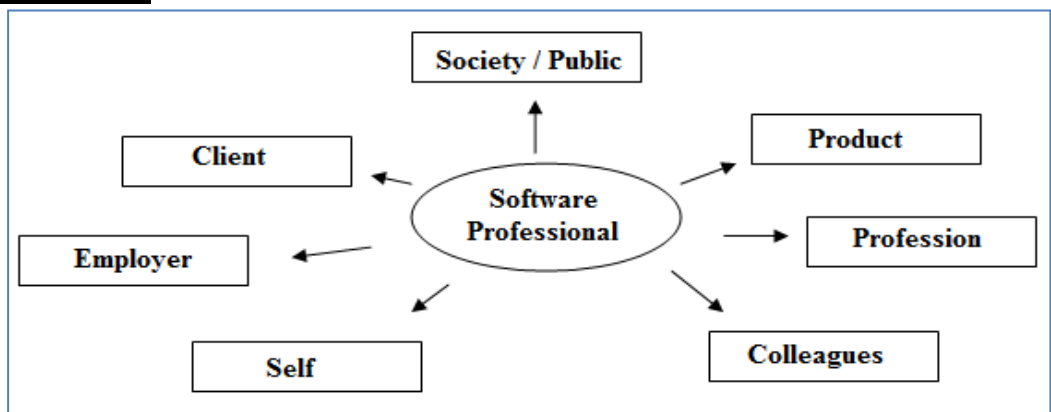 Society / Public
Product
Client
Software
Professional
Profession
Employer
Colleagues
Self